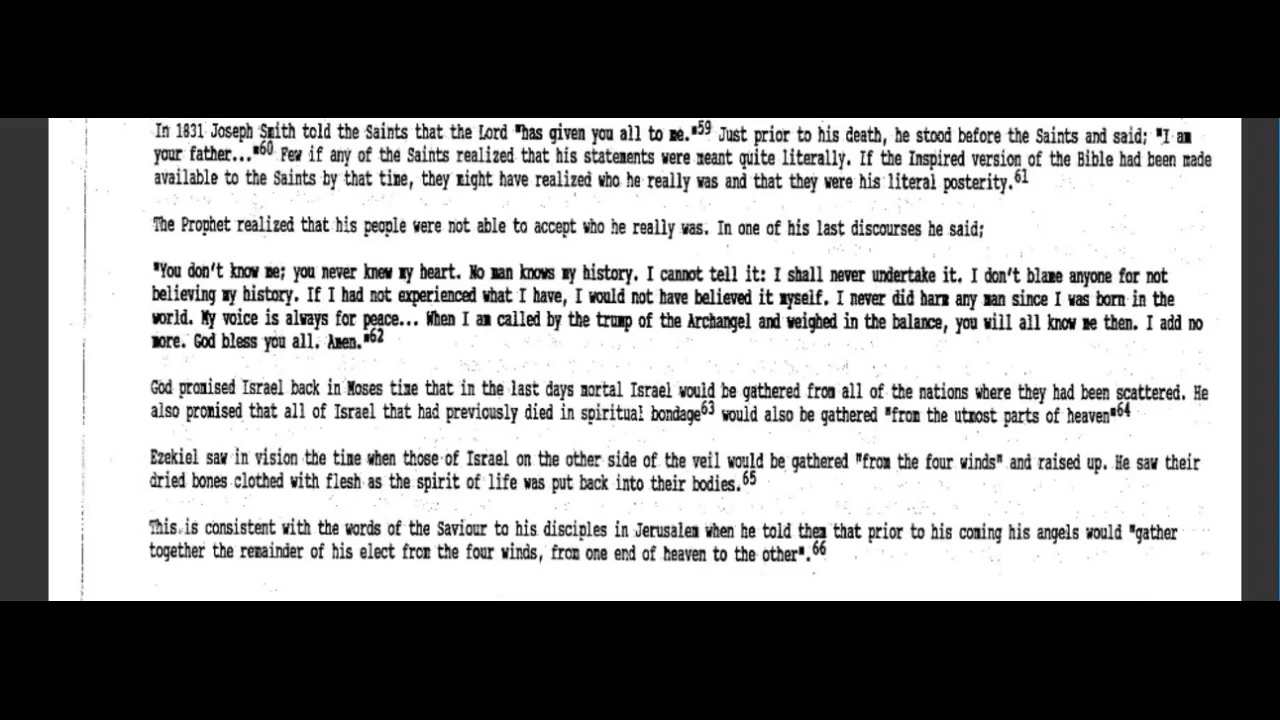 In 1831 Joseph Smith told the Saints that the Lord "has given you all to me."59 Just prior to his death, he stood before the Saints and said; "I am
your father..."60 Few if any of the Saints realized that his statements were meant quite literally. If the Inspired version of the Bible had been made
available to the Saints by that time, they might have realized who he really was and that they were his literal posterity.61
The Prophet realized that his people were not able to accept who he really was. In one of his last discourses he said;
"You don't know me; you never knew my heart. No man knows my history. I cannot tell it: I shall never undertake it. I don't blame anyone for not
believing my history. If I had not experienced what I have, I would not have believed it myself. I never did harm any man since I was born in the
world. My voice is always for peace... When I am called by the trump of the Archangel and weighed in the balance, you will all know me then. I add no
more. God bless you all. Amen."62
God promised Israel back in Moses time that in the last days mortal Israel would be gathered from all of the nations where they had been scattered. He
also promised that all of Israel that had previously died in spiritual bondage63 would also be gathered "from the utmost parts of heaven"64
Ezekiel saw in vision the time when those of Israel on the other side of the veil would be gathered "from the four winds" and raised up. He saw their
dried bones clothed with flesh as the spirit of life was put back into their bodies.65
This is consistent with the words of the Saviour to his disciples in Jerusalem when he told them that prior to his coming his angels would "gather
together the remainder of his elect from the four winds, from one end of heaven to the other".66